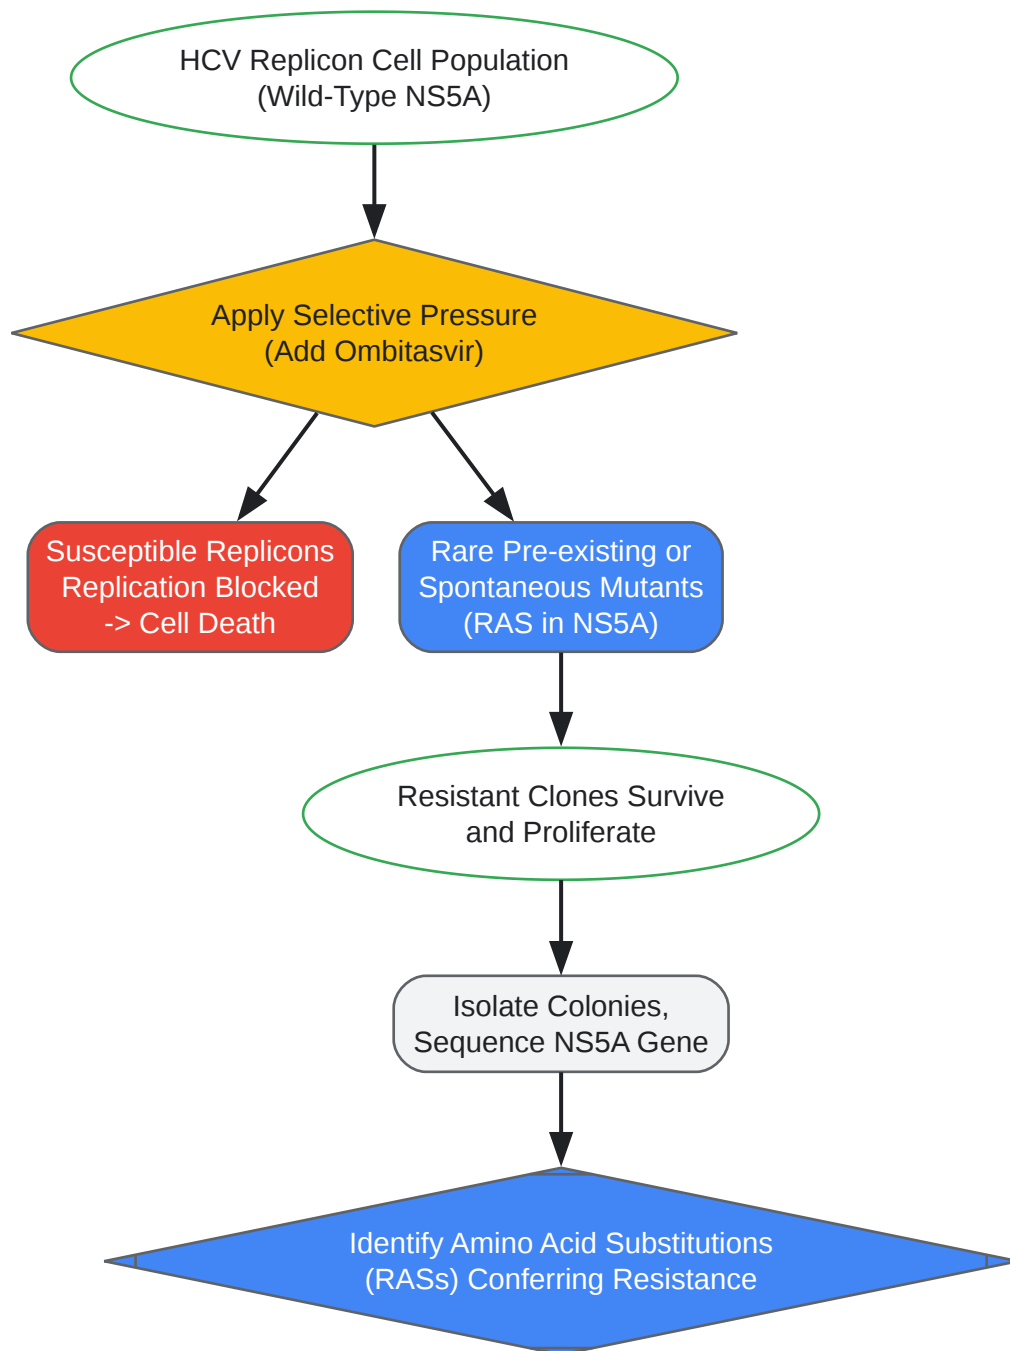 HCV Replicon Cell Population
(Wild-Type NS5A)
Apply Selective Pressure
(Add Ombitasvir)
Susceptible Replicons
Replication Blocked
-> Cell Death
Rare Pre-existing or
Spontaneous Mutants
(RAS in NS5A)
Resistant Clones Survive
and Proliferate
Isolate Colonies,
Sequence NS5A Gene
Identify Amino Acid Substitutions
(RASs) Conferring Resistance